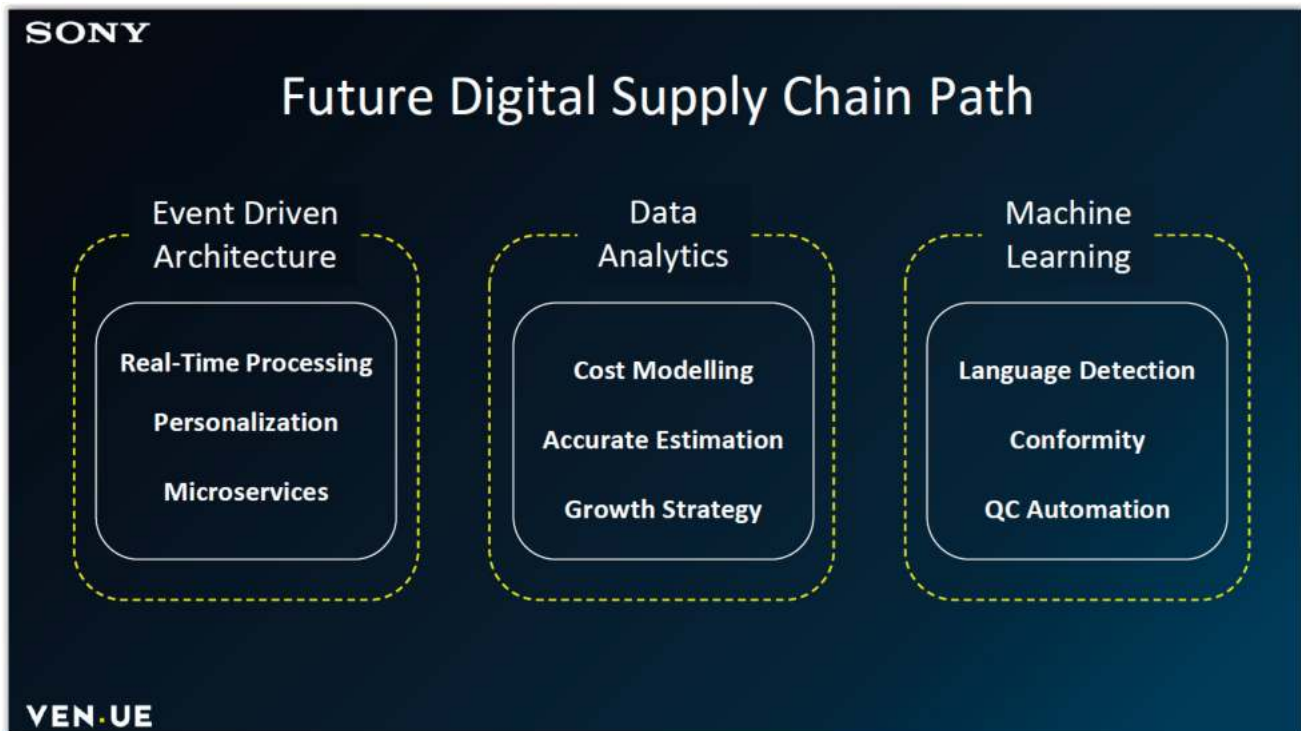 SONY
Future Digital Supply Chain Path
Event Driven
Architecture
Real-Time Processing
Personalization
Microservices
Data
Analytics
Cost Modelling
Accurate Estimation
Growth Strategy
Machine
Learning
Language Detection
Conformity
QC Automation
VEN.UE